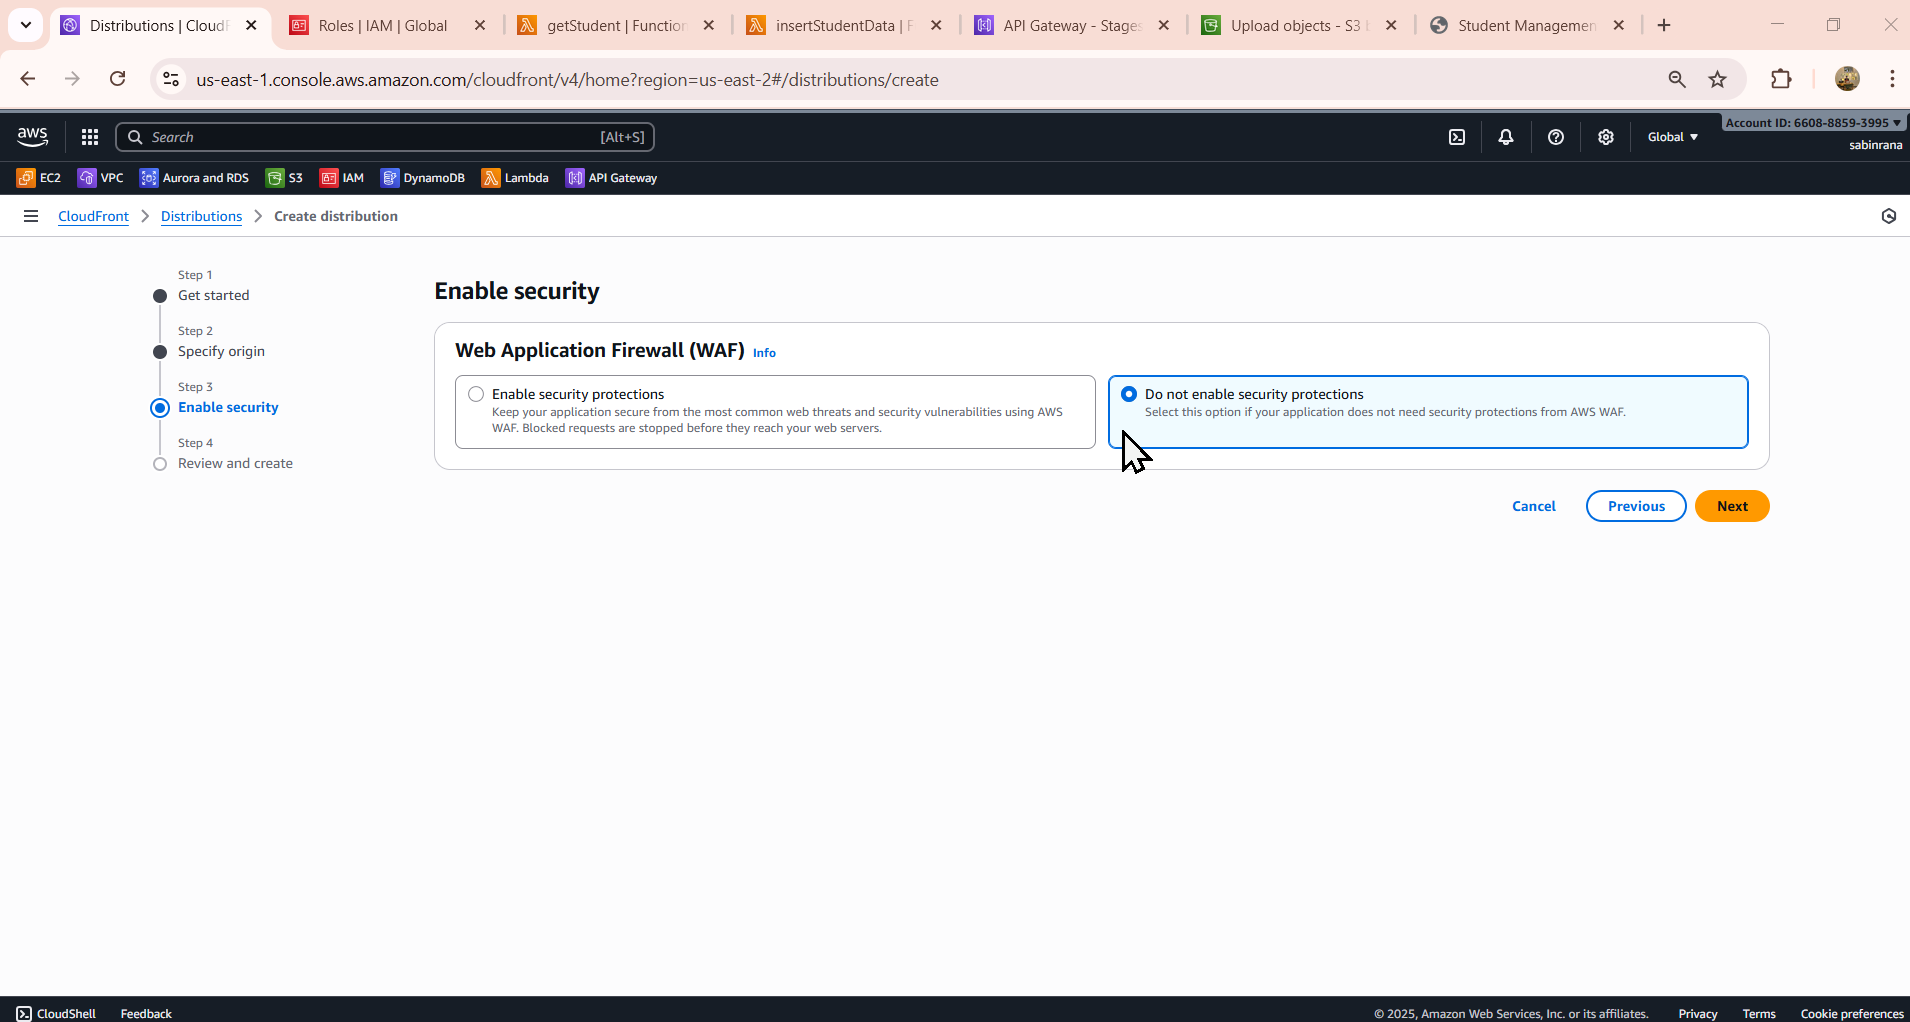 Distributions | CloudF
Roles | IAM | Global
getStudent | Function
insertStudentData | F
API Gateway - Stages
Upload objects - S3 b
Student Managemen
us-east-1.console.aws.amazon.com/cloudfront/v4/home?region=us-east-2#/distributions/create
aws
Search
[Alt+S]
Global
Account ID: 6608-8859-3995
sabinrana
EC2
VPC
Aurora and RDS
S3
IAM
DynamoDB
Lambda
API Gateway
CloudFront
Distributions
Create distribution
Step 1
Get started
Step 2
Specify origin
Step 3
Enable security
Step 4
Review and create
Enable security
Web Application Firewall (WAF) Info
Enable security protections
Keep your application secure from the most common web threats and security vulnerabilities using AWS
WAF. Blocked requests are stopped before they reach your web servers.
Do not enable security protections
Select this option if your application does not need security protections from AWS WAF.
Cancel
Previous
Next
CloudShell
Feedback
© 2025, Amazon Web Services, Inc. or its affiliates.
Privacy
Terms
Cookie preferences